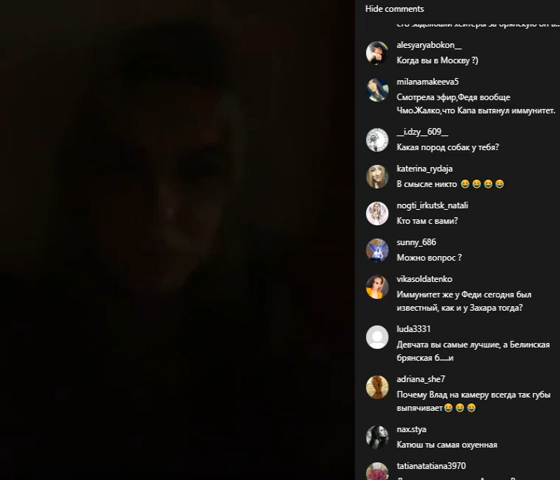 Hide comments
alesyaryabokon__
Когда вы в Москву ?)
milanamakeeva5
Смотрела эфир,Федя вообще
Чмо.Жалко,что Капа вытянул иммунитет.
__i.dzy__609__
Какая пород собак у тебя?
katerina_rydaja
В смысле никто 😂😂😂😂
nogti_irkutsk_natali
Кто там с вами?
sunny_686
Можно вопрос ?
vikasoldatenko
Иммунитет же у Феди сегодня был
известный, как и у Захара тогда?
luda3331
Девчата вы самые лучшие, а Белинская
брянская б.....и
adriana_she7
Почему Влад на камеру всегда так губы
выпячивает😂😂😂
nax.stya
Катюш ты самая охуенная
tatianatatiana3970